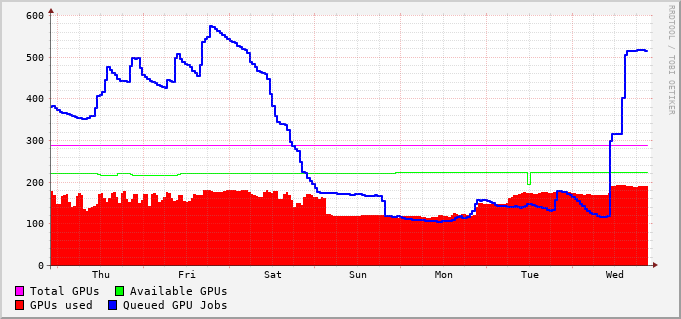 600
500
400
300
200
100
0
Thu Fri Sat Sun Mon Tue Wed
Total GPUs Available GPUs
GPUs used Queued GPU Jobs
RRDTOOL / TOBI OETIKER